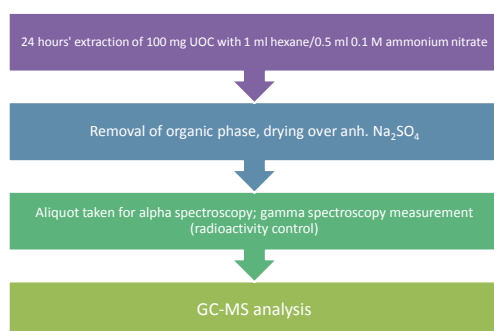 24 hours' extraction of 100 mg UOC with 1 ml hexane/0.5 ml 0.1 M ammonium nitrate
Removal of organic phase, drying over anh. Na₂SO₄
Aliquot taken for alpha spectroscopy; gamma spectroscopy measurement
(radioactivity control)
GC-MS analysis